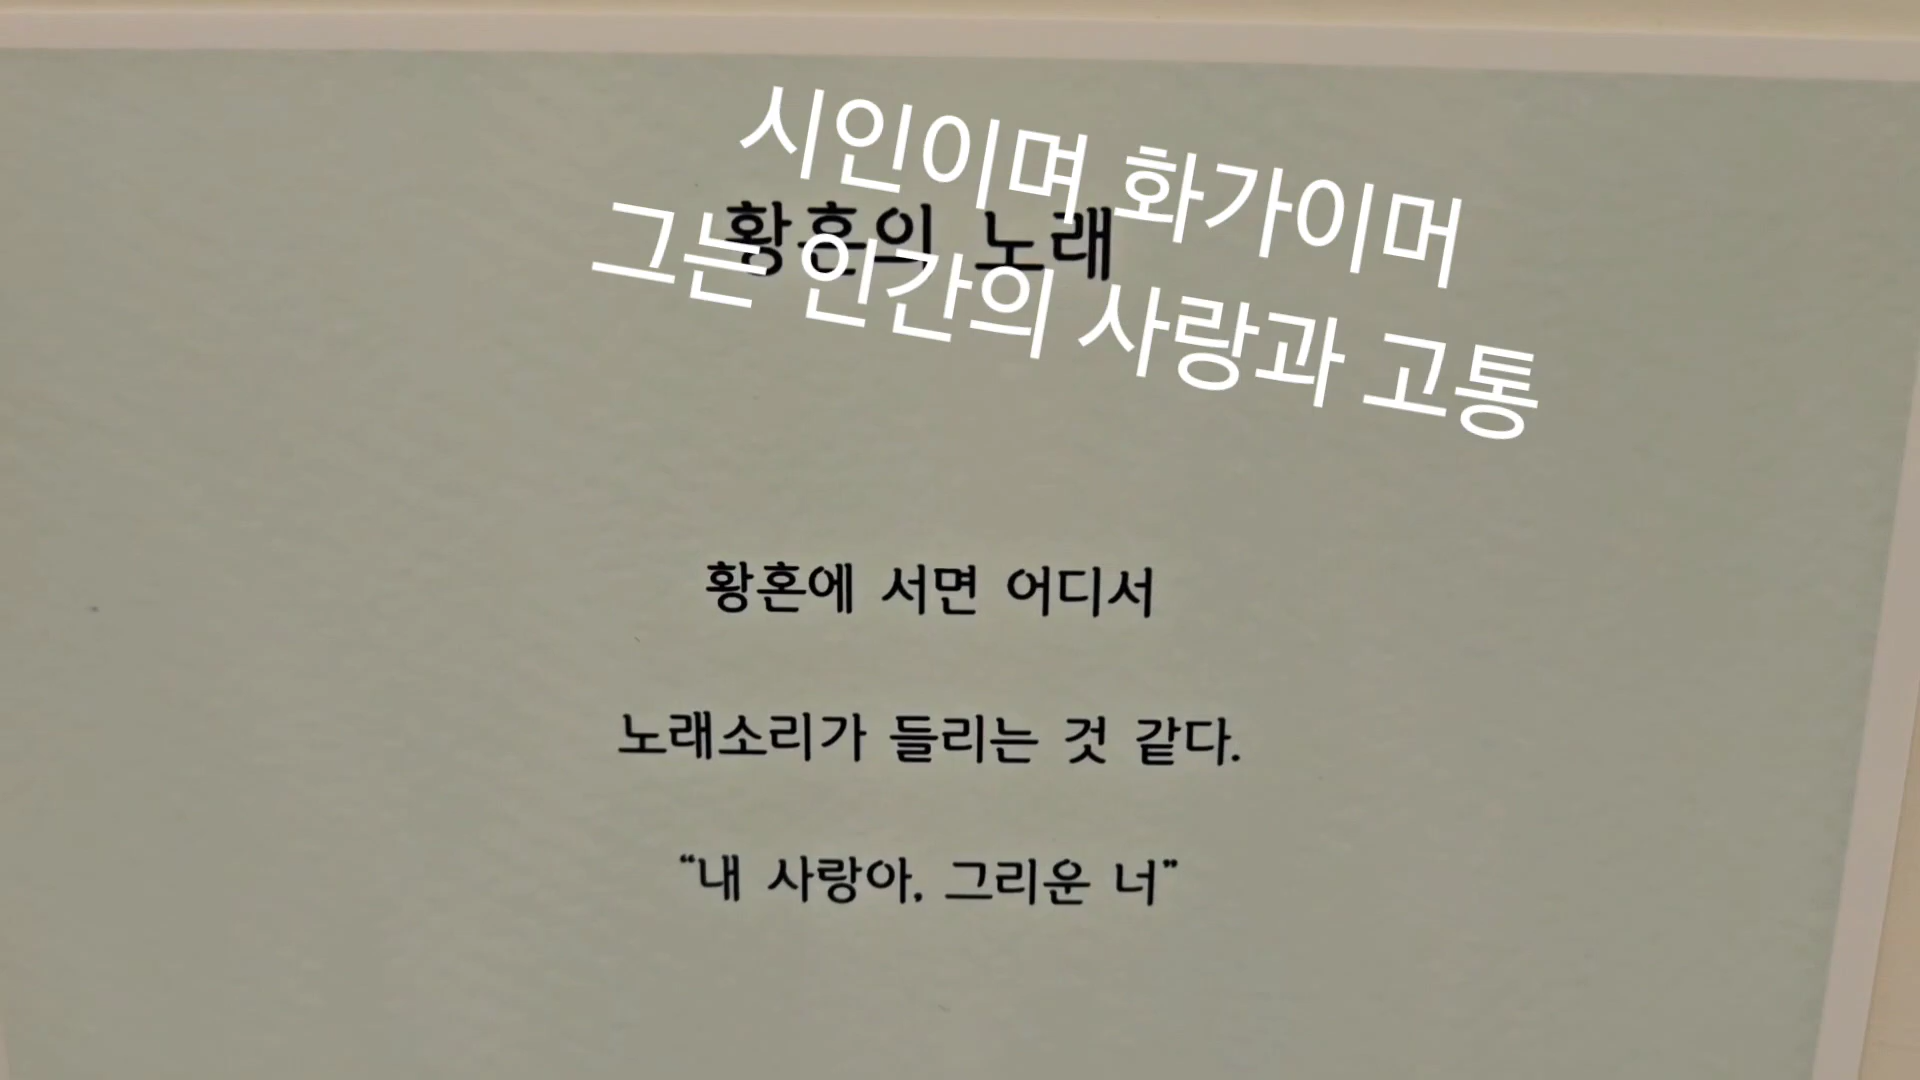 시인이며 화가이머
그는 인간의 사랑과 고통
황혼의 노래
황혼에 서면 어디서
노래소리가 들리는 것 같다.
“내 사랑아, 그리운 너”